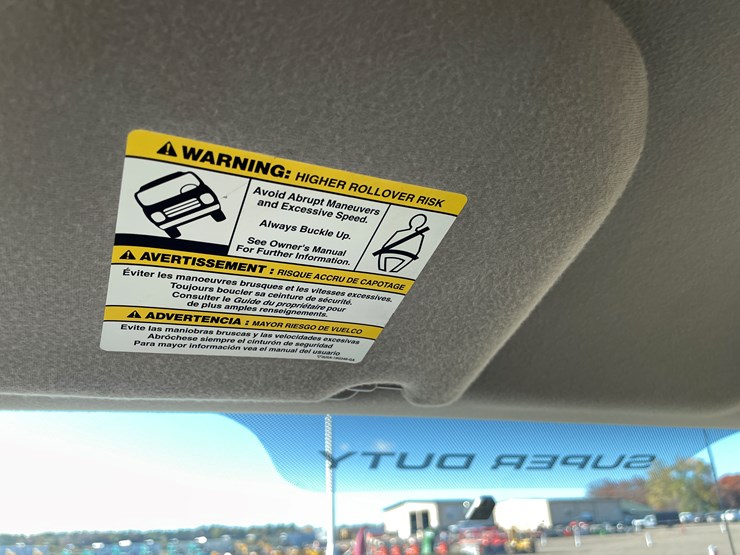 WARNING: HIGHER ROLLOVER RISK
Avoid Abrupt Maneuvers
and Excessive Speed.
Always Buckle Up.
See Owner's Manual
For Further Information.
AVERTISSEMENT : RISQUE ACCRU DE CAPOTAGE
Éviter les manoeuvres brusques et les vitesses excessives.
Toujours boucler sa ceinture de sécurité.
Consulter le Guide du propriétaire pour
de plus amples renseignements.
ADVERTENCIA : MAYOR RIESGO DE VUELCO
Evite las maniobras bruscas y las velocidades excesivas
Abróchese siempre el cinturón de seguridad
Para mayor información vea el manual del usuario
SUPER DUTY